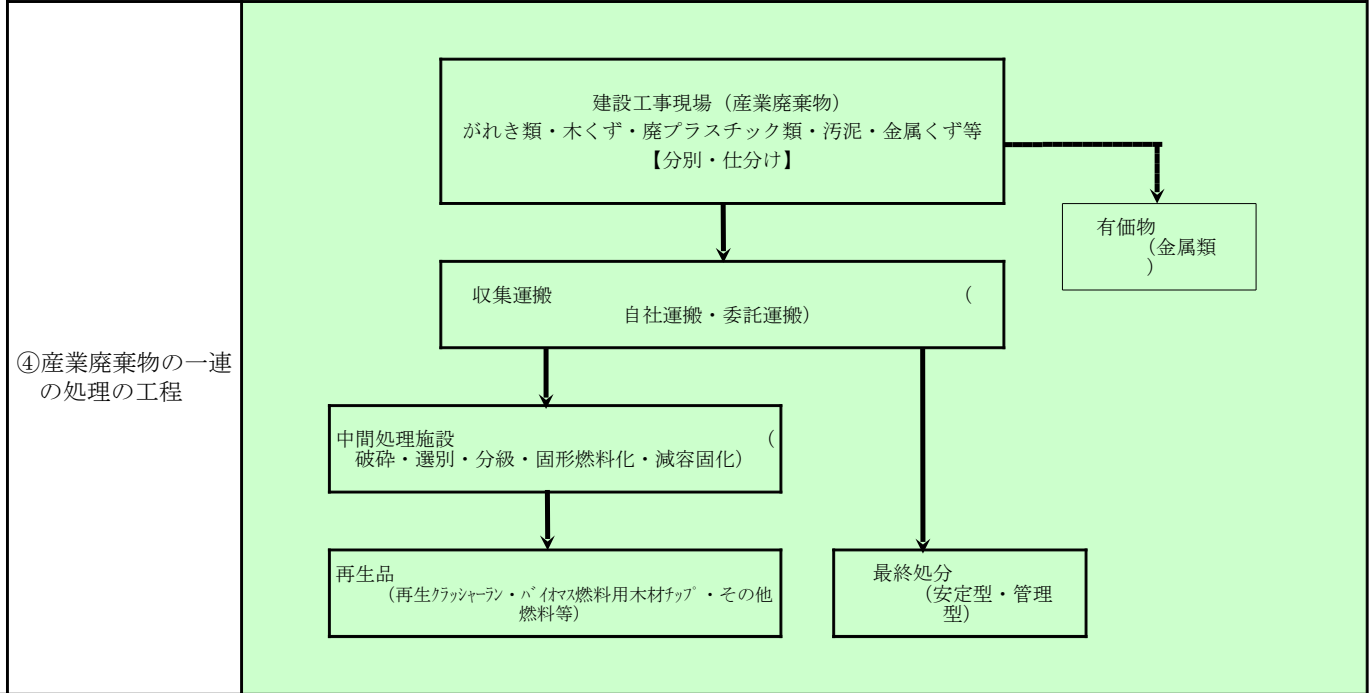 ④産業廃棄物の一連
の処理の工程
建設工事現場（産業廃棄物）
がれき類・木くず・廃プラスチック類・汚泥・金属くず等
【分別・仕分け】
有価物
（金属類
）
収集運搬（
自社運搬・委託運搬）
中間処理施設（
破砕・選別・分級・固形燃料化・減容固化）
再生品
（再生ｸﾗｯｼｬｰﾗﾝ・ﾊﾞｲｵﾏｽ燃料用木材ﾁｯﾌﾟ・その他
燃料等）
最終処分
（安定型・管理
型）